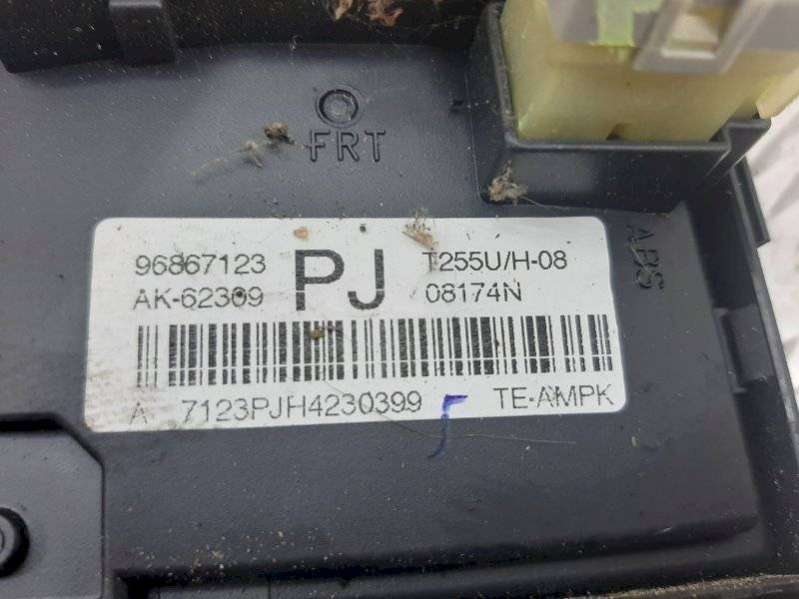 FRT
96867123 PJ T255U/H-08
AK-62309 08174N
A 7123PJH4230399 TE-AMPK
ABS